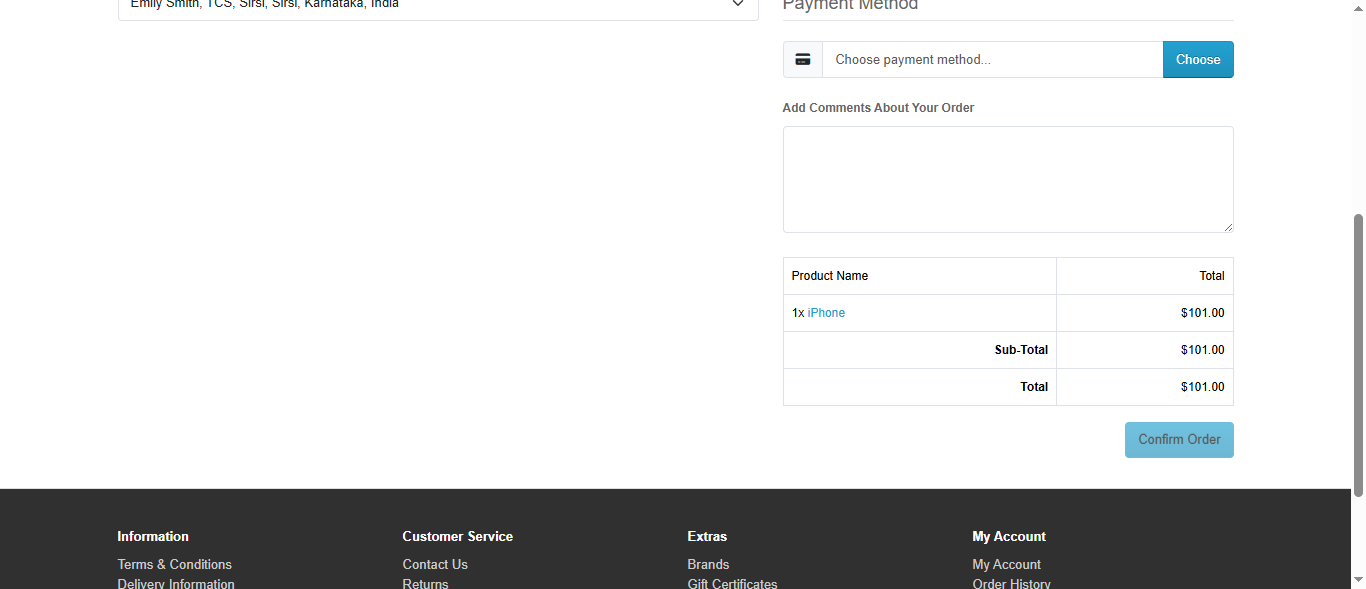 Emily Smith, TCS, Sirsi, Sirsi, Karnataka, India
Payment Method
Choose payment method...
Choose
Add Comments About Your Order
Product Name Total
1x iPhone $101.00
Sub-Total $101.00
Total $101.00
Confirm Order
Information
Terms & Conditions
Delivery Information
Customer Service
Contact Us
Returns
Extras
Brands
Gift Certificates
My Account
My Account
Order History